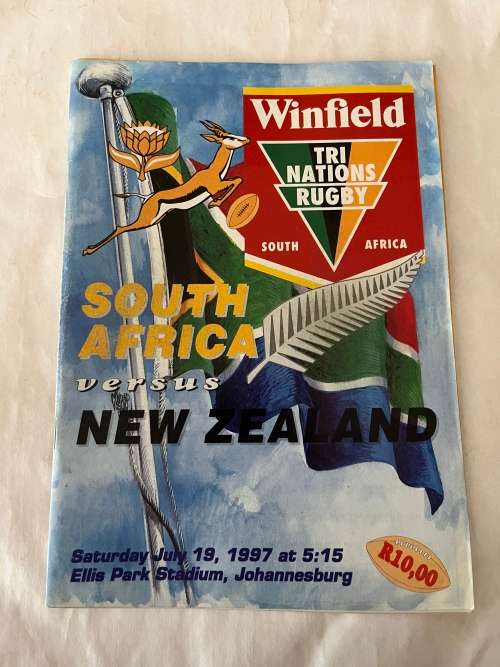 Winfield
TRI
NATIONS
RUGBY
SOUTH AFRICA
SOUTH
AFRICA
versus
NEW ZEALAND
Saturday July 19, 1997 at 5:15
Ellis Park Stadium, Johannesburg
R10,00